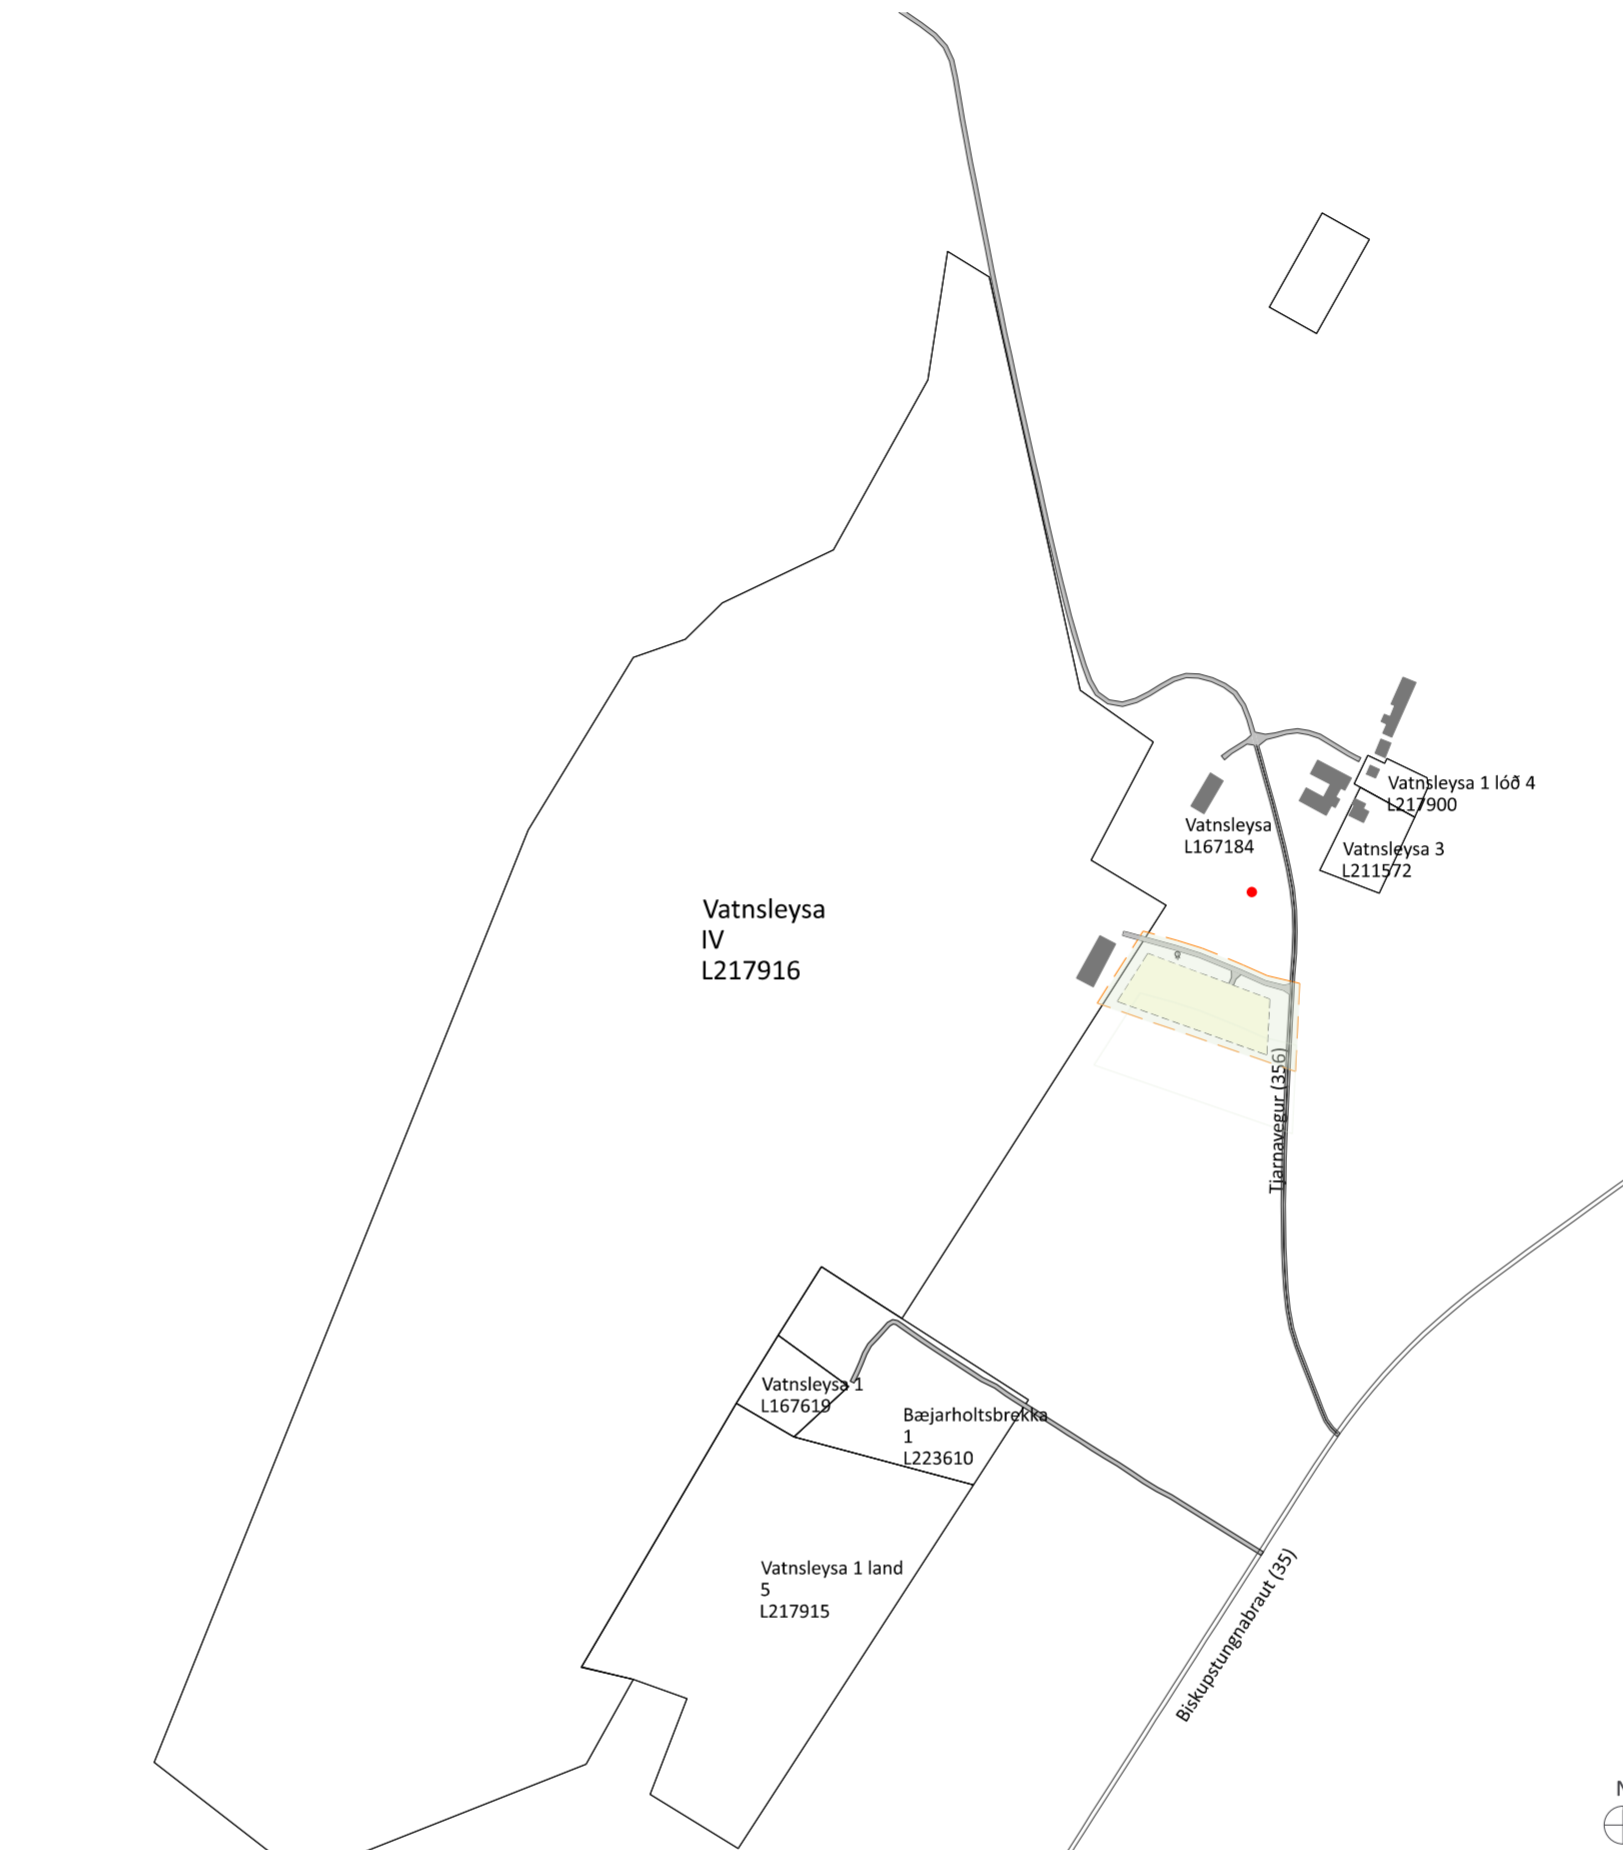 Vatnsleysa 1 lóð 4
L217900
Vatnsleysa
L167184
Vatnsleysa 3
L211572
Vatnsleysa
IV
L217916
Tjarnavegur (356)
Vatnsleysa 1
L167619
Bæjarholtsbrekka
1
L223610
Vatnsleysa 1 land
5
L217915
Biskupstungnabraut (35)